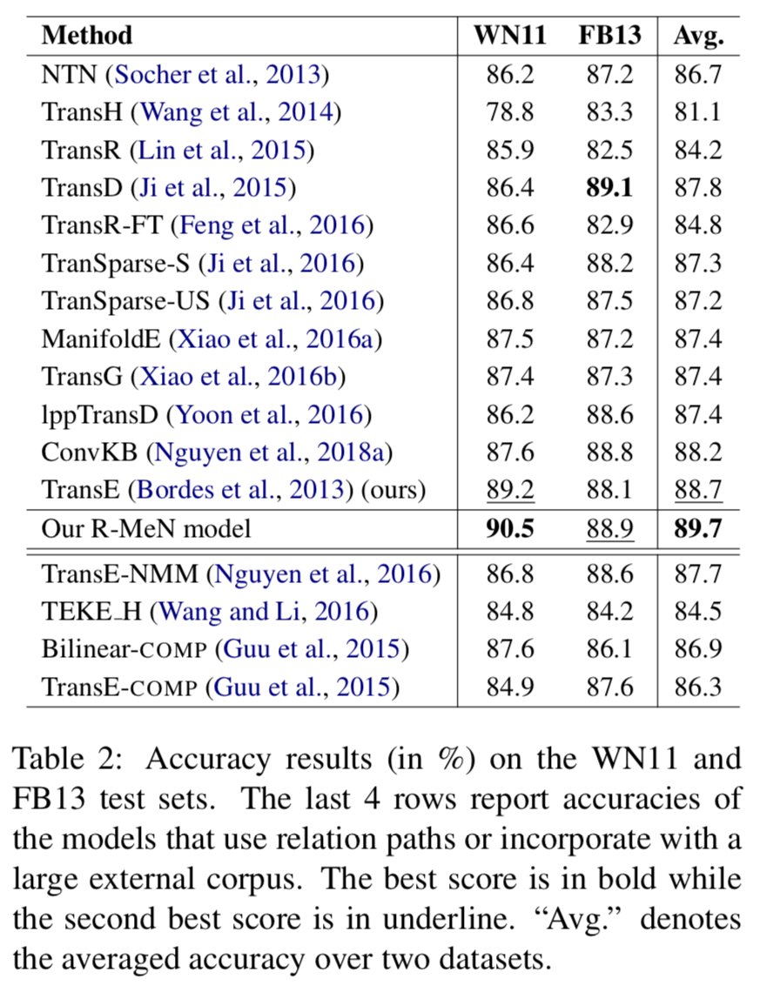 Method WN11 FB13 Avg.
NTN (Socher et al., 2013) 86.2 87.2 86.7
TransH (Wang et al., 2014) 78.8 83.3 81.1
TransR (Lin et al., 2015) 85.9 82.5 84.2
TransD (Ji et al., 2015) 86.4 89.1 87.8
TransR-FT (Feng et al., 2016) 86.6 82.9 84.8
TranSparse-S (Ji et al., 2016) 86.4 88.2 87.3
TranSparse-US (Ji et al., 2016) 86.8 87.5 87.2
ManifoldE (Xiao et al., 2016a) 87.5 87.2 87.4
TransG (Xiao et al., 2016b) 87.4 87.3 87.4
lppTransD (Yoon et al., 2016) 86.2 88.6 87.4
ConvKB (Nguyen et al., 2018a) 87.6 88.8 88.2
TransE (Bordes et al., 2013) (ours) 89.2 88.1 88.7
Our R-MeN model 90.5 88.9 89.7
TransE-NMM (Nguyen et al., 2016) 86.8 88.6 87.7
TEKE_H (Wang and Li, 2016) 84.8 84.2 84.5
Bilinear-COMP (Guu et al., 2015) 87.6 86.1 86.9
TransE-COMP (Guu et al., 2015) 84.9 87.6 86.3
Table 2: Accuracy results (in %) on the WN11 and
FB13 test sets. The last 4 rows report accuracies of
the models that use relation paths or incorporate with a
large external corpus. The best score is in bold while
the second best score is in underline. “Avg.” denotes
the averaged accuracy over two datasets.